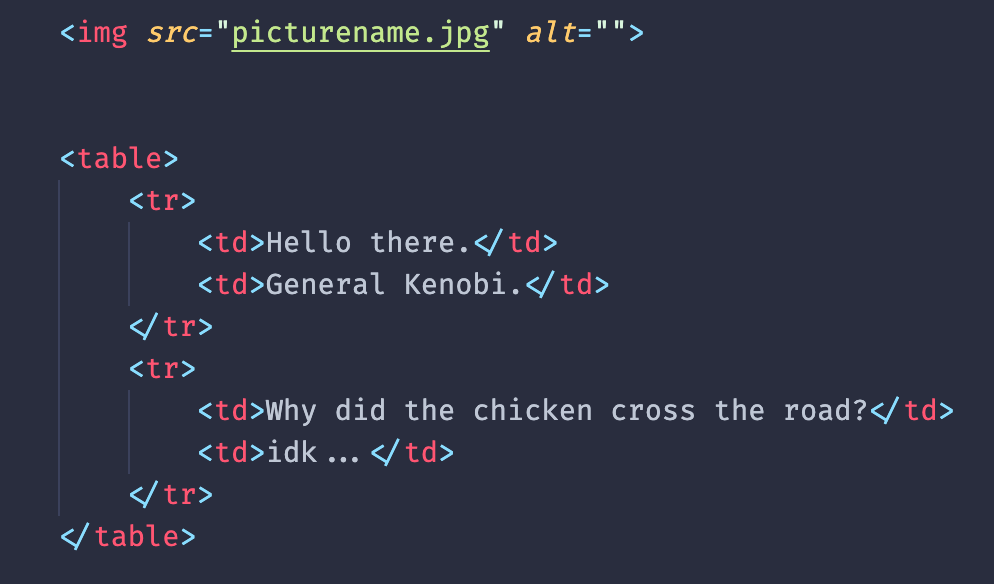 <img src="picturename.jpg" alt="">
<table>
<tr>
<td>Hello there.</td>
<td>General Kenobi.</td>
</tr>
<tr>
<td>Why did the chicken cross the road?</td>
<td>idk...</td>
</tr>
</table>